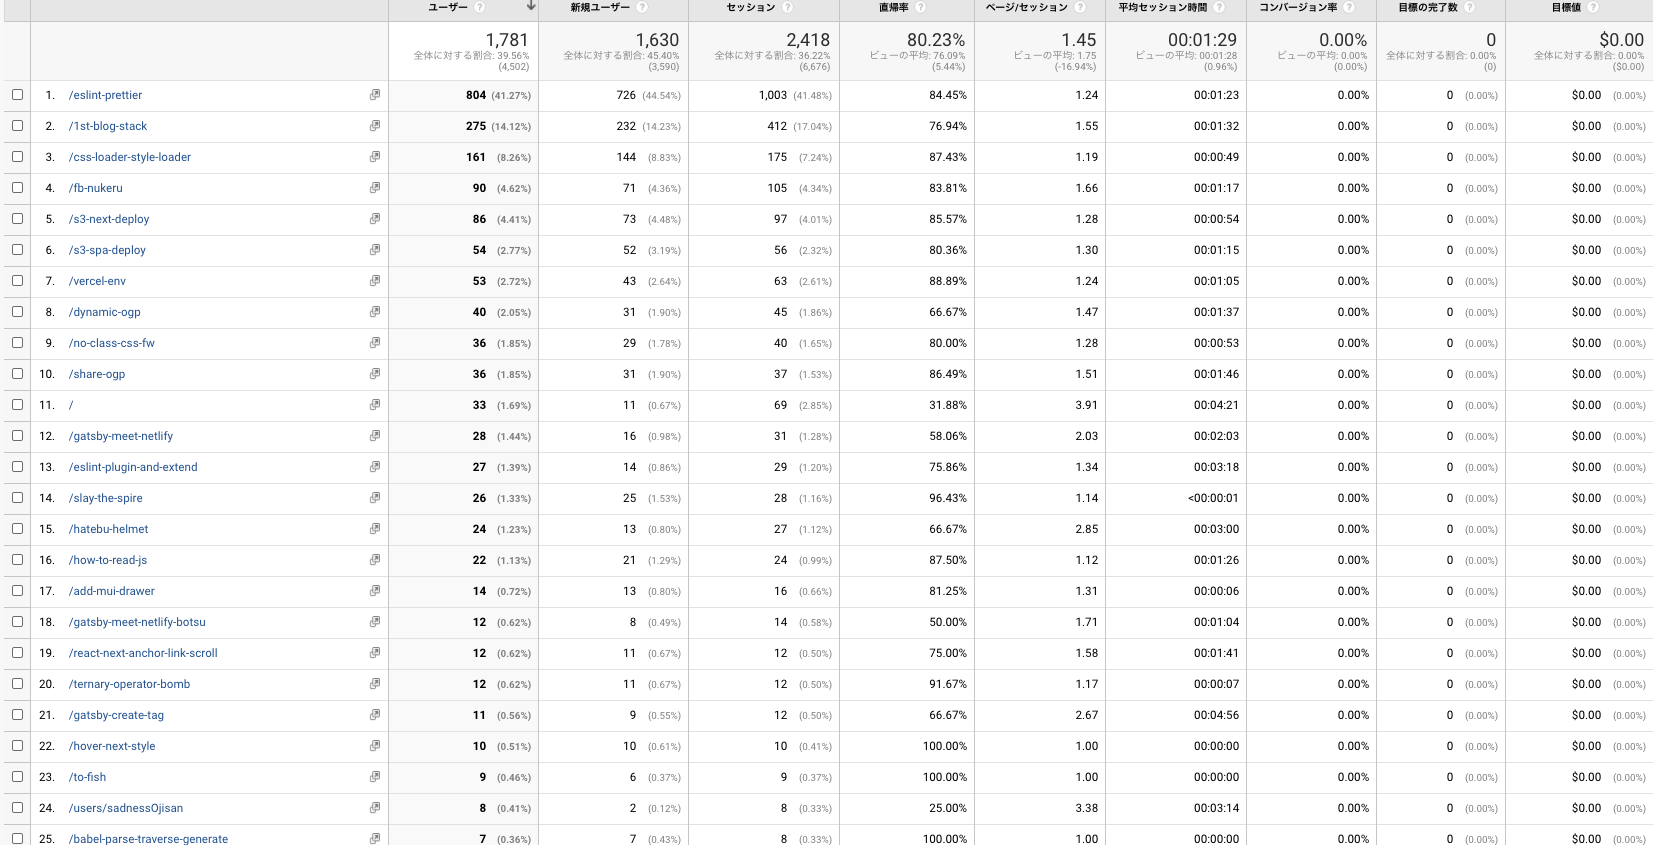 ユーザー ? 新規ユーザー ? セッション ? 直帰率 ? ページ/セッション ? 平均セッション時間 ? コンバージョン率 ? 目標の完了数 ? 目標値 ?
1,781 1,630 2,418 80.23% 1.45 00:01:29 0.00% 0 $0.00
全体に対する割合: 39.56% 全体に対する割合: 45.40% 全体に対する割合: 36.22% ビューの平均: 76.09% ビューの平均: 1.75 ビューの平均: 00:01:28 ビューの平均: 0.00% 全体に対する割合: 0.00% 全体に対する割合: 0.00%
(4,502) (3,590) (6,676) (5.44%) (-16.94%) (0.96%) (0.00%) (0) ($0.00)
1. /eslint-prettier 804 (41.27%) 726 (44.54%) 1,003 (41.48%) 84.45% 1.24 00:01:23 0.00% 0 (0.00%) $0.00 (0.00%)
2. /1st-blog-stack 275 (14.12%) 232 (14.23%) 412 (17.04%) 76.94% 1.55 00:01:32 0.00% 0 (0.00%) $0.00 (0.00%)
3. /css-loader-style-loader 161 (8.26%) 144 (8.83%) 175 (7.24%) 87.43% 1.19 00:00:49 0.00% 0 (0.00%) $0.00 (0.00%)
4. /fb-nukeru 90 (4.62%) 71 (4.36%) 105 (4.34%) 83.81% 1.66 00:01:17 0.00% 0 (0.00%) $0.00 (0.00%)
5. /s3-next-deploy 86 (4.41%) 73 (4.48%) 97 (4.01%) 85.57% 1.28 00:00:54 0.00% 0 (0.00%) $0.00 (0.00%)
6. /s3-spa-deploy 54 (2.77%) 52 (3.19%) 56 (2.32%) 80.36% 1.30 00:01:15 0.00% 0 (0.00%) $0.00 (0.00%)
7. /vercel-env 53 (2.72%) 43 (2.64%) 63 (2.61%) 88.89% 1.24 00:01:05 0.00% 0 (0.00%) $0.00 (0.00%)
8. /dynamic-ogp 40 (2.05%) 31 (1.90%) 45 (1.86%) 66.67% 1.47 00:01:37 0.00% 0 (0.00%) $0.00 (0.00%)
9. /no-class-css-fw 36 (1.85%) 29 (1.78%) 40 (1.65%) 80.00% 1.28 00:00:53 0.00% 0 (0.00%) $0.00 (0.00%)
10. /share-ogp 36 (1.85%) 31 (1.90%) 37 (1.53%) 86.49% 1.51 00:01:46 0.00% 0 (0.00%) $0.00 (0.00%)
11. / 33 (1.69%) 11 (0.67%) 69 (2.85%) 31.88% 3.91 00:04:21 0.00% 0 (0.00%) $0.00 (0.00%)
12. /gatsby-meet-netlify 28 (1.44%) 16 (0.98%) 31 (1.28%) 58.06% 2.03 00:02:03 0.00% 0 (0.00%) $0.00 (0.00%)
13. /eslint-plugin-and-extend 27 (1.39%) 14 (0.86%) 29 (1.20%) 75.86% 1.34 00:03:18 0.00% 0 (0.00%) $0.00 (0.00%)
14. /slay-the-spire 26 (1.33%) 25 (1.53%) 28 (1.16%) 96.43% 1.14 <00:00:01 0.00% 0 (0.00%) $0.00 (0.00%)
15. /hatebu-helmet 24 (1.23%) 13 (0.80%) 27 (1.12%) 66.67% 2.85 00:03:00 0.00% 0 (0.00%) $0.00 (0.00%)
16. /how-to-read-js 22 (1.13%) 21 (1.29%) 24 (0.99%) 87.50% 1.12 00:01:26 0.00% 0 (0.00%) $0.00 (0.00%)
17. /add-mui-drawer 14 (0.72%) 13 (0.80%) 16 (0.66%) 81.25% 1.31 00:00:06 0.00% 0 (0.00%) $0.00 (0.00%)
18. /gatsby-meet-netlify-botsu 12 (0.62%) 8 (0.49%) 14 (0.58%) 50.00% 1.71 00:01:04 0.00% 0 (0.00%) $0.00 (0.00%)
19. /react-next-anchor-link-scroll 12 (0.62%) 11 (0.67%) 12 (0.50%) 75.00% 1.58 00:01:41 0.00% 0 (0.00%) $0.00 (0.00%)
20. /ternary-operator-bomb 12 (0.62%) 11 (0.67%) 12 (0.50%) 91.67% 1.17 00:00:07 0.00% 0 (0.00%) $0.00 (0.00%)
21. /gatsby-create-tag 11 (0.56%) 9 (0.55%) 12 (0.50%) 66.67% 2.67 00:04:56 0.00% 0 (0.00%) $0.00 (0.00%)
22. /hover-next-style 10 (0.51%) 10 (0.61%) 10 (0.41%) 100.00% 1.00 00:00:00 0.00% 0 (0.00%) $0.00 (0.00%)
23. /to-fish 9 (0.46%) 6 (0.37%) 9 (0.37%) 100.00% 1.00 00:00:00 0.00% 0 (0.00%) $0.00 (0.00%)
24. /users/sadnessOjisan 8 (0.41%) 2 (0.12%) 8 (0.33%) 25.00% 3.38 00:03:14 0.00% 0 (0.00%) $0.00 (0.00%)
25. /babel-parse-traverse-generate 7 (0.36%) 7 (0.43%) 8 (0.33%) 100.00% 1.00 00:00:00 0.00% 0 (0.00%) $0.00 (0.00%)